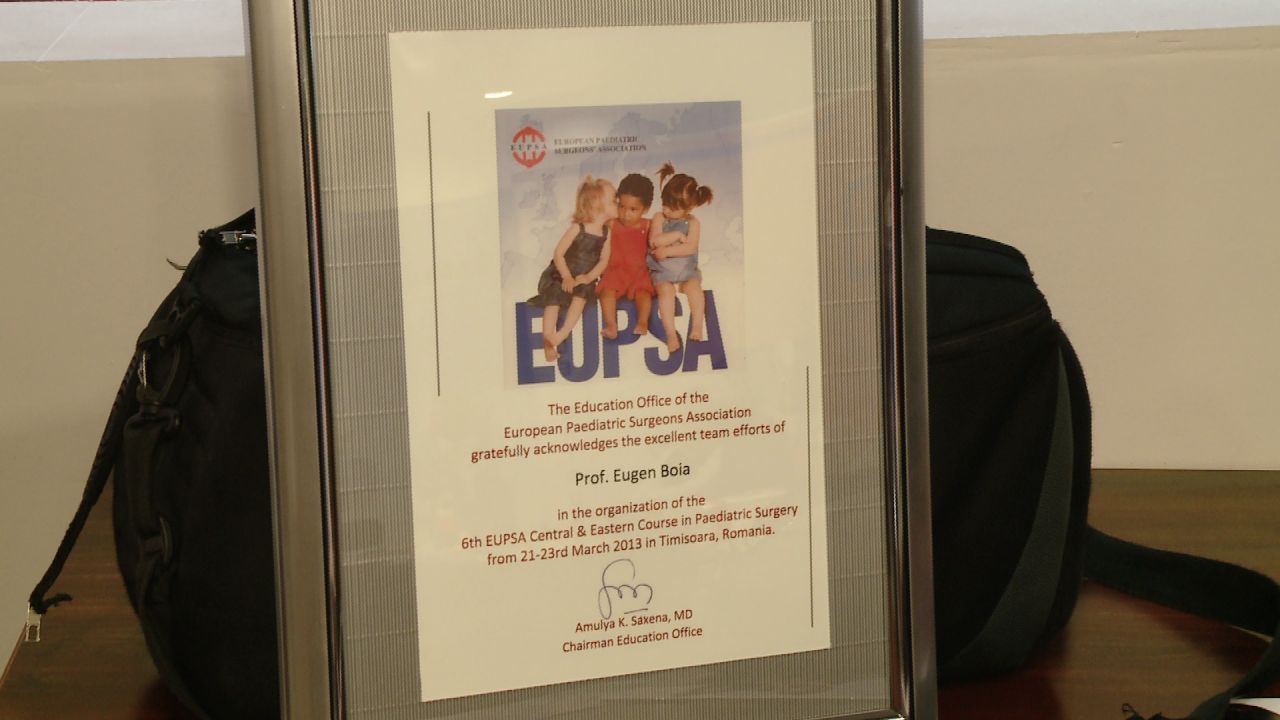 EUPSA
EUROPEAN PAEDIATRIC
SURGEONS' ASSOCIATION
EUPSA
The Education Office of the
European Paediatric Surgeons Association
gratefully acknowledges the excellent team efforts of
Prof. Eugen Boia
in the organization of the
6th EUPSA Central & Eastern Course in Paediatric Surgery
from 21-23rd March 2013 in Timisoara, Romania.
Amulya K. Saxena, MD
Chairman Education Office